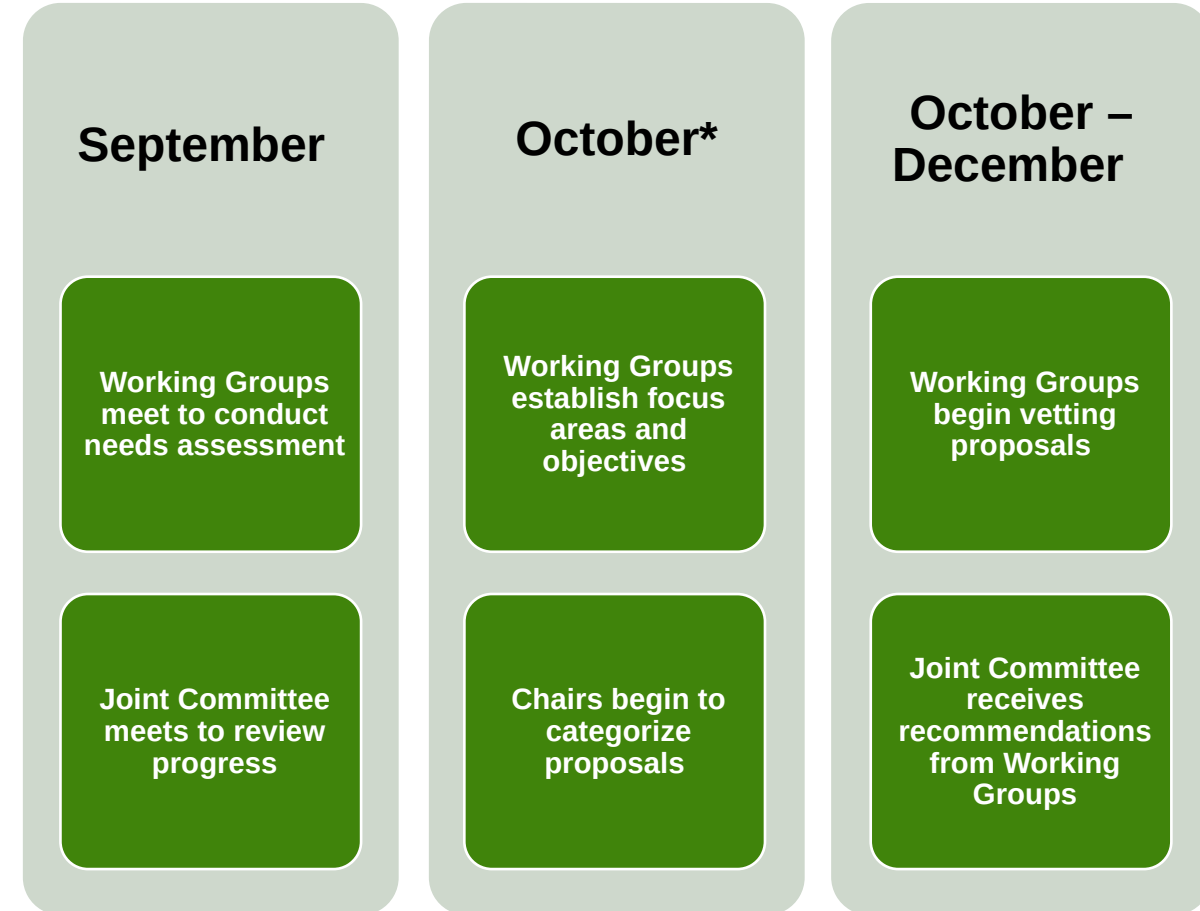 September
Working Groups
meet to conduct
needs assessment
Joint Committee
meets to review
progress
October*
Working Groups
establish focus
areas and
objectives
Chairs begin to
categorize
proposals
October –
December
Working Groups
begin vetting
proposals
Joint Committee
receives
recommendations
from Working
Groups